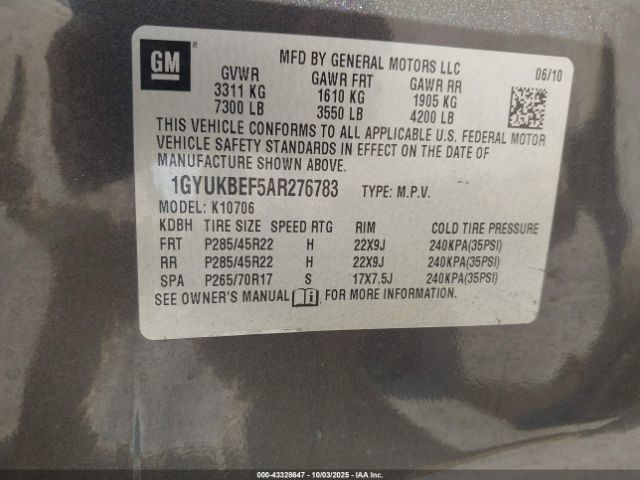 GM
MFD BY GENERAL MOTORS LLC
06/10
GVWR GAWR FRT GAWR RR
3311 KG 1610 KG 1905 KG
7300 LB 3550 LB 4200 LB
THIS VEHICLE CONFORMS TO ALL APPLICABLE U.S. FEDERAL MOTOR
VEHICLE SAFETY STANDARDS IN EFFECT ON THE DATE OF
MANUFACTURE SHOWN ABOVE.
1GYUKBEF5AR276783 TYPE: M.P.V.
MODEL: K10706
KDBH TIRE SIZE SPEED RTG RIM COLD TIRE PRESSURE
FRT P285/45R22 H 22X9J 240KPA(35PSI)
RR P285/45R22 H 22X9J 240KPA(35PSI)
SPA P265/70R17 S 17X7.5J 240KPA(35PSI)
SEE OWNER'S MANUAL FOR MORE INFORMATION.
000-43328647 - 10/03/2025 - IAA Inc.